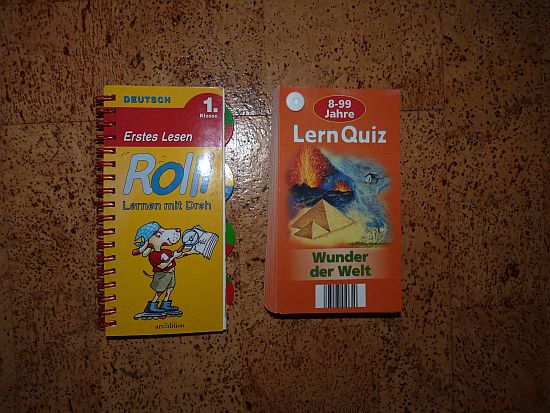 DEUTSCH
1.
Klasse
Erstes Lesen
Rolli
Lernen mit Dreh
arsedition
8-99
Jahre
LernQuiz
Wunder
der Welt